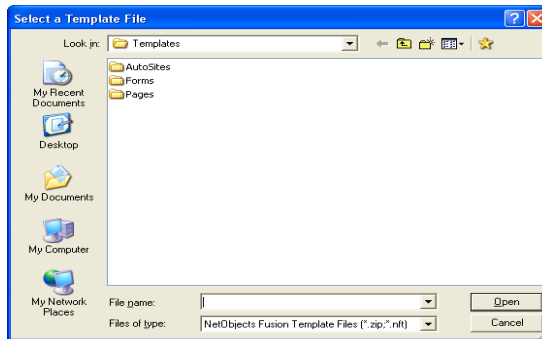 Select a Template File
Look in: Templates
AutoSites
Forms
Pages
My Recent
Documents
Desktop
My Documents
My Computer
My Network
Places
File name:
Open
Files of type: NetObjects Fusion Template Files (*.zip;*.nft)
Cancel